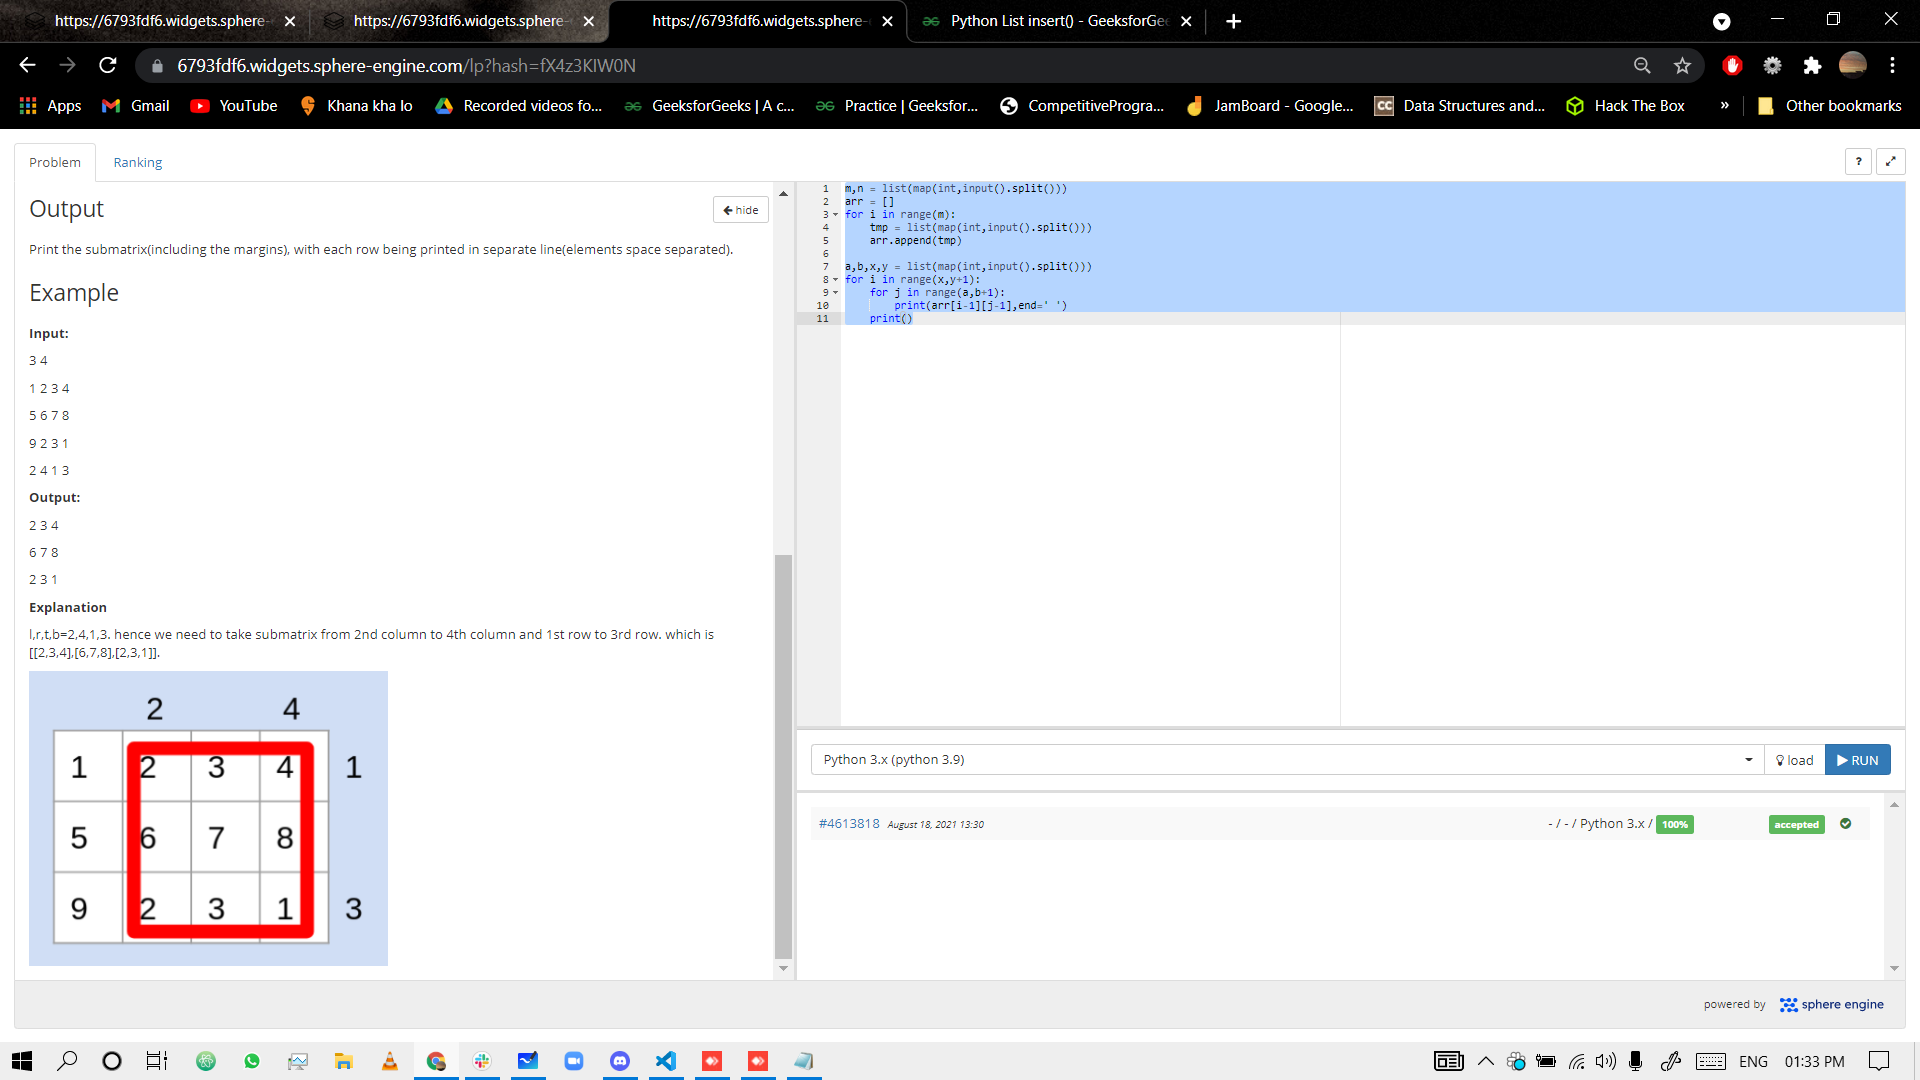 https://6793fdf6.widgets.sphere-
https://6793fdf6.widgets.sphere-
https://6793fdf6.widgets.sphere-
Python List insert() - GeeksforGee
6793fdf6.widgets.sphere-engine.com/lp?hash=fX4z3KIW0N
Apps Gmail YouTube Khana kha lo Recorded videos fo... GeeksforGeeks | A c... Practice | Geeksfor... CompetitiveProgra... JamBoard - Google... CC Data Structures and... Hack The Box » Other bookmarks
Problem Ranking ?
Output
← hide
Print the submatrix(including the margins), with each row being printed in separate line(elements space separated).
Example
Input:
3 4
1 2 3 4
5 6 7 8
9 2 3 1
2 4 1 3
Output:
2 3 4
6 7 8
2 3 1
Explanation
l,r,t,b=2,4,1,3. hence we need to take submatrix from 2nd column to 4th column and 1st row to 3rd row. which is
[[2,3,4],[6,7,8],[2,3,1]].
2 4
1 2 3 4 1
5 6 7 8
9 2 3 1 3
1 m,n = list(map(int,input().split()))
2 arr = []
3 for i in range(m):
4 tmp = list(map(int,input().split()))
5 arr.append(tmp)
6
7 a,b,x,y = list(map(int,input().split()))
8 for i in range(x,y+1):
9 for j in range(a,b+1):
10 print(arr[i-1][j-1],end=' ')
11 print()
Python 3.x (python 3.9) load RUN
#4613818 August 18, 2021 13:30 - / - / Python 3.x / 100% accepted
powered by sphere engine
ENG 01:33 PM